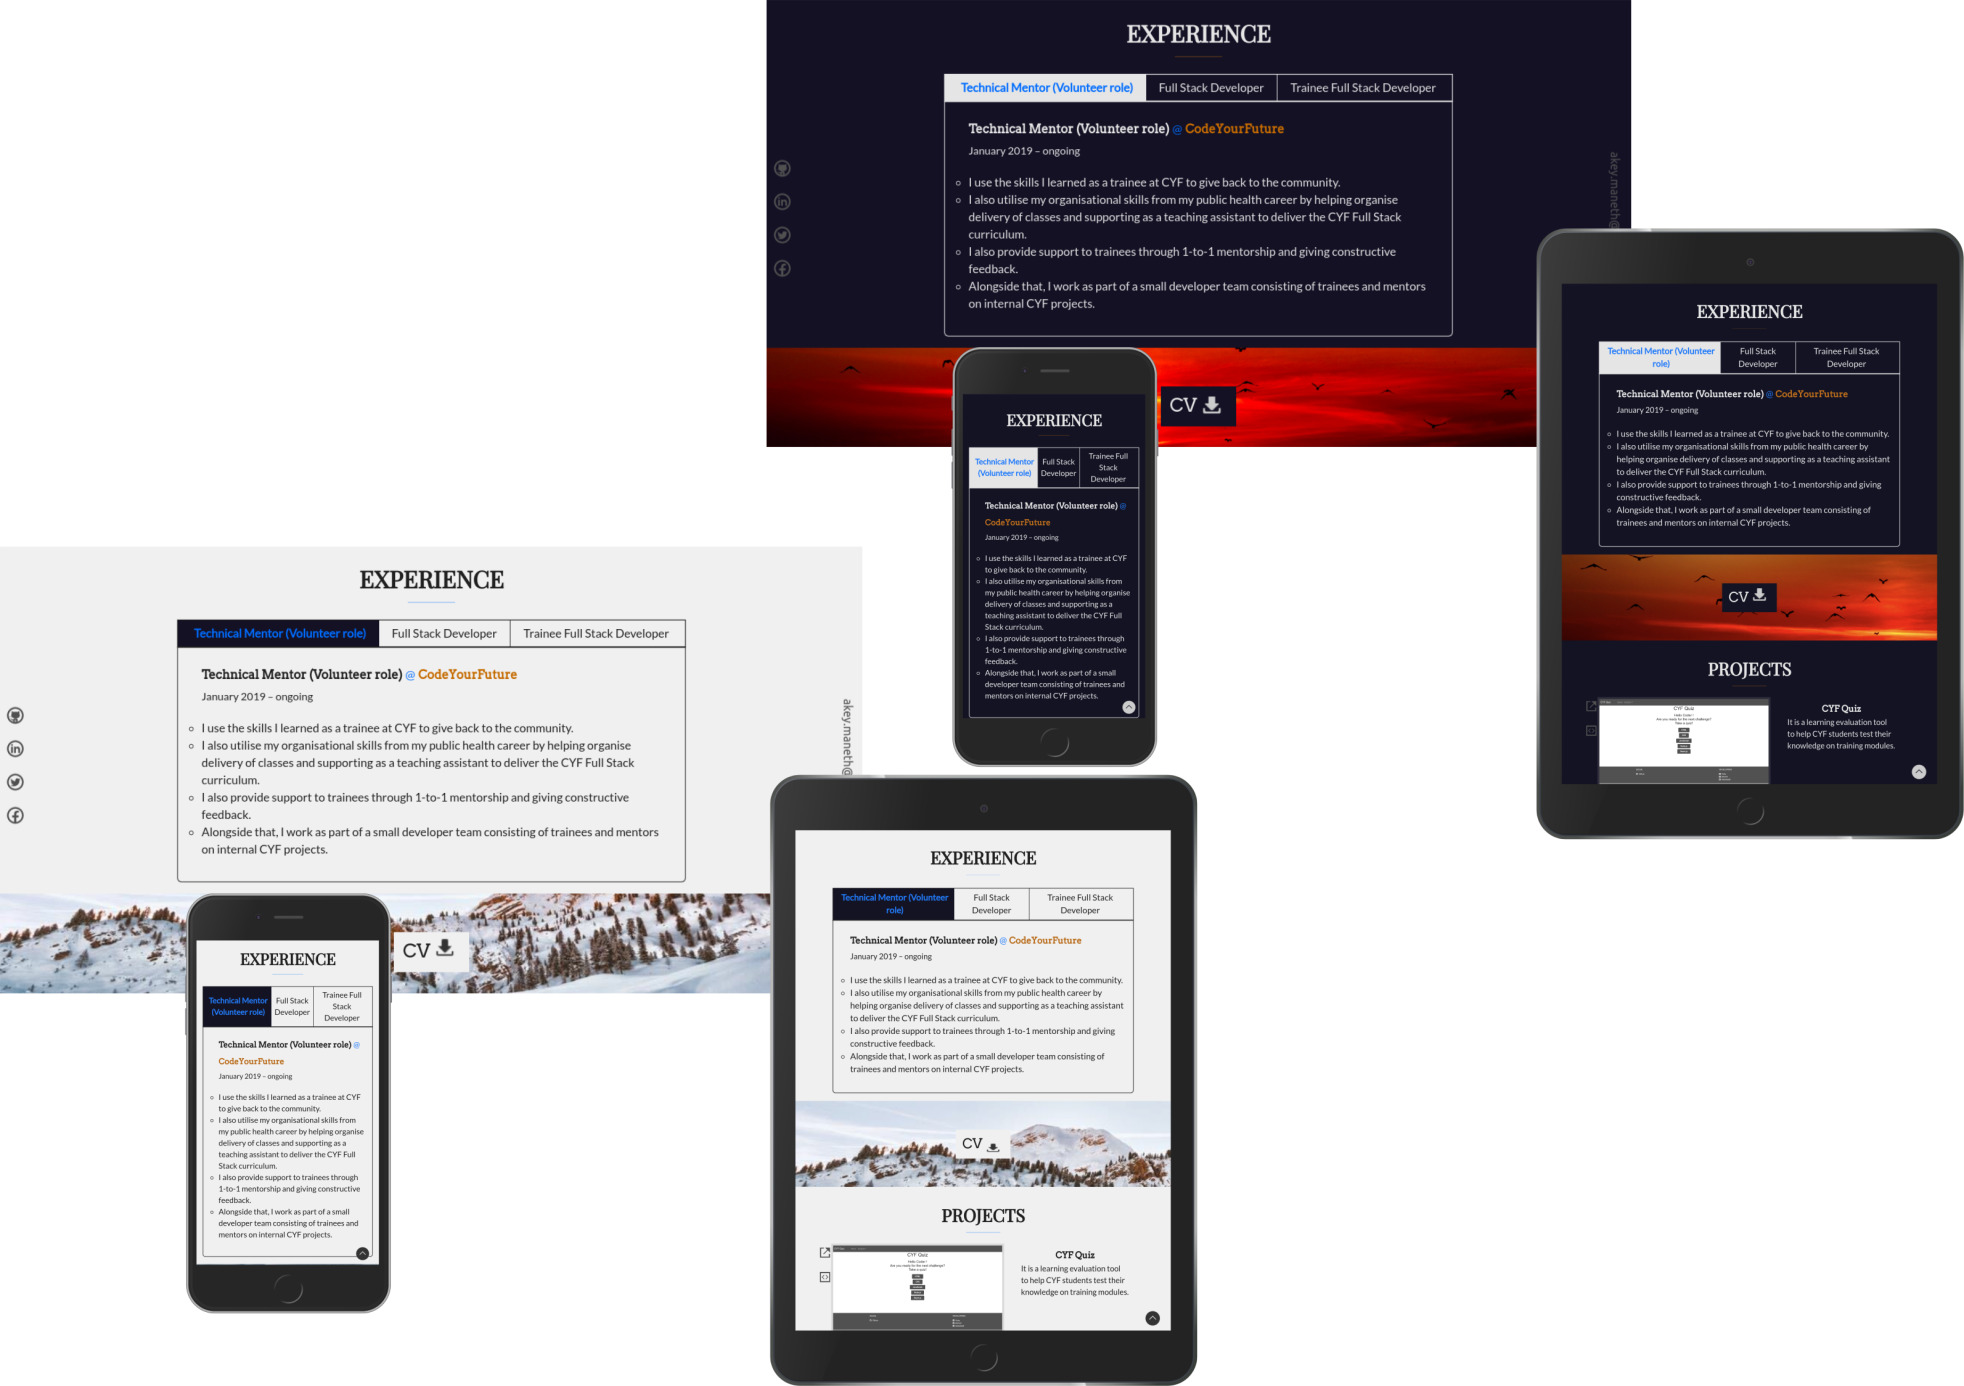 EXPERIENCE
Technical Mentor (Volunteer role)
Full Stack Developer
Trainee Full Stack Developer
Technical Mentor (Volunteer role) @ CodeYourFuture
January 2019 – ongoing
I use the skills I learned as a trainee at CYF to give back to the community.
I also utilise my organisational skills from my public health career by helping organise
delivery of classes and supporting as a teaching assistant to deliver the CYF Full Stack
curriculum.
I also provide support to trainees through 1-to-1 mentorship and giving constructive
feedback.
Alongside that, I work as part of a small developer team consisting of trainees and mentors
on internal CYF projects.
akey.maneth@
CV
EXPERIENCE
Technical Mentor
(Volunteer role)
Full Stack
Developer
Trainee Full
Stack
Developer
Technical Mentor (Volunteer role) @
CodeYourFuture
January 2019 – ongoing
I use the skills I learned as a trainee at CYF
to give back to the community.
I also utilise my organisational skills from
my public health career by helping organise
delivery of classes and supporting as a
teaching assistant to deliver the CYF Full
Stack curriculum.
I also provide support to trainees through
1-to-1 mentorship and giving constructive
feedback.
Alongside that, I work as part of a small
developer team consisting of trainees and
mentors on internal CYF projects.
EXPERIENCE
Technical Mentor (Volunteer
role)
Full Stack
Developer
Trainee Full Stack
Developer
Technical Mentor (Volunteer role) @ CodeYourFuture
January 2019 – ongoing
I use the skills I learned as a trainee at CYF to give back to the community.
I also utilise my organisational skills from my public health career by
helping organise delivery of classes and supporting as a teaching assistant
to deliver the CYF Full Stack curriculum.
I also provide support to trainees through 1-to-1 mentorship and giving
constructive feedback.
Alongside that, I work as part of a small developer team consisting of
trainees and mentors on internal CYF projects.
CV
PROJECTS
CYF Quiz
Hello Coder!
Are you ready for the next challenge?
Take a quiz!
CYF Quiz
It is a learning evaluation tool
to help CYF students test their
knowledge on training modules.
EXPERIENCE
Technical Mentor (Volunteer role)
Full Stack Developer
Trainee Full Stack Developer
Technical Mentor (Volunteer role) @ CodeYourFuture
January 2019 – ongoing
I use the skills I learned as a trainee at CYF to give back to the community.
I also utilise my organisational skills from my public health career by helping organise
delivery of classes and supporting as a teaching assistant to deliver the CYF Full Stack
curriculum.
I also provide support to trainees through 1-to-1 mentorship and giving constructive
feedback.
Alongside that, I work as part of a small developer team consisting of trainees and mentors
on internal CYF projects.
akey.maneth@
CV
EXPERIENCE
Technical Mentor
(Volunteer role)
Full Stack
Developer
Trainee Full
Stack
Developer
Technical Mentor (Volunteer role) @
CodeYourFuture
January 2019 – ongoing
I use the skills I learned as a trainee at CYF
to give back to the community.
I also utilise my organisational skills from
my public health career by helping organise
delivery of classes and supporting as a
teaching assistant to deliver the CYF Full
Stack curriculum.
I also provide support to trainees through
1-to-1 mentorship and giving constructive
feedback.
Alongside that, I work as part of a small
developer team consisting of trainees and
mentors on internal CYF projects.
EXPERIENCE
Technical Mentor (Volunteer
role)
Full Stack
Developer
Trainee Full Stack
Developer
Technical Mentor (Volunteer role) @ CodeYourFuture
January 2019 – ongoing
I use the skills I learned as a trainee at CYF to give back to the community.
I also utilise my organisational skills from my public health career by
helping organise delivery of classes and supporting as a teaching assistant
to deliver the CYF Full Stack curriculum.
I also provide support to trainees through 1-to-1 mentorship and giving
constructive feedback.
Alongside that, I work as part of a small developer team consisting of
trainees and mentors on internal CYF projects.
CV
PROJECTS
CYF Quiz
Hello Coder!
Are you ready for the next challenge?
Take a quiz!
CYF Quiz
It is a learning evaluation tool
to help CYF students test their
knowledge on training modules.